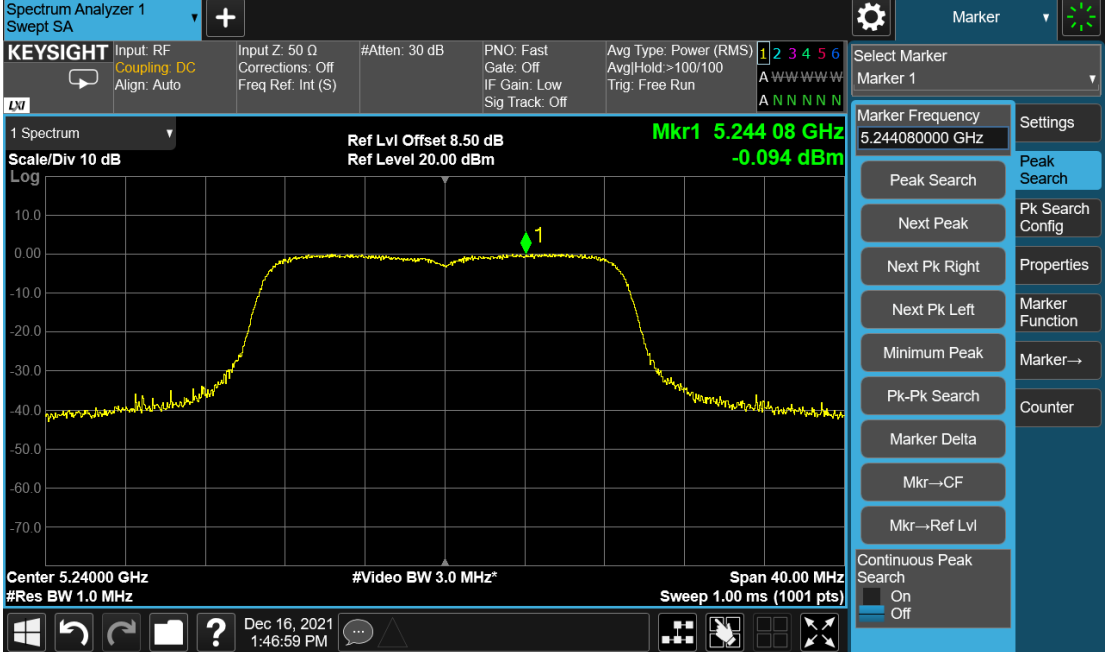 Spectrum Analyzer 1
Swept SA
+
Marker
KEYSIGHT
LXI
Input: RF
Coupling: DC
Align: Auto
Input Z: 50 Ω
Corrections: Off
Freq Ref: Int (S)
#Atten: 30 dB
PNO: Fast
Gate: Off
IF Gain: Low
Sig Track: Off
Avg Type: Power (RMS)
Avg|Hold:>100/100
Trig: Free Run
1 2 3 4 5 6
A W W W W W
A N N N N N
Select Marker
Marker 1
1 Spectrum
Scale/Div 10 dB
Log
Ref Lvl Offset 8.50 dB
Ref Level 20.00 dBm
Mkr1 5.244 08 GHz
-0.094 dBm
10.0
0.00
-10.0
-20.0
-30.0
-40.0
-50.0
-60.0
-70.0
1
Center 5.24000 GHz
#Res BW 1.0 MHz
#Video BW 3.0 MHz*
Span 40.00 MHz
Sweep 1.00 ms (1001 pts)
Marker Frequency
5.244080000 GHz
Peak Search
Next Peak
Next Pk Right
Next Pk Left
Minimum Peak
Pk-Pk Search
Marker Delta
Mkr→CF
Mkr→Ref Lvl
Continuous Peak
Search
On
Off
Settings
Peak
Search
Pk Search
Config
Properties
Marker
Function
Marker→
Counter
?
Dec 16, 2021
1:46:59 PM